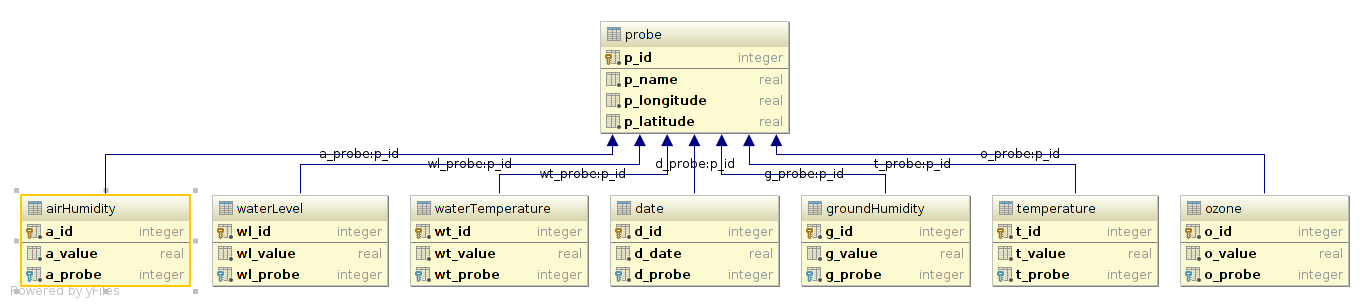 probe
p_id integer
p_name real
p_longitude real
p_latitude real
a_probe:p_id
o_probe:p_id
wl_probe:p_id
d_probe:p_id
t_probe:p_id
wt_probe:p_id
g_probe:p_id
airHumidity
a_id integer
a_value real
a_probe integer
waterLevel
wl_id integer
wl_value real
wl_probe integer
waterTemperature
wt_id integer
wt_value real
wt_probe integer
date
d_id integer
d_date real
d_probe integer
groundHumidity
g_id integer
g_value real
g_probe integer
temperature
t_id integer
t_value real
t_probe integer
ozone
o_id integer
o_value real
o_probe integer
Powered by yFiles